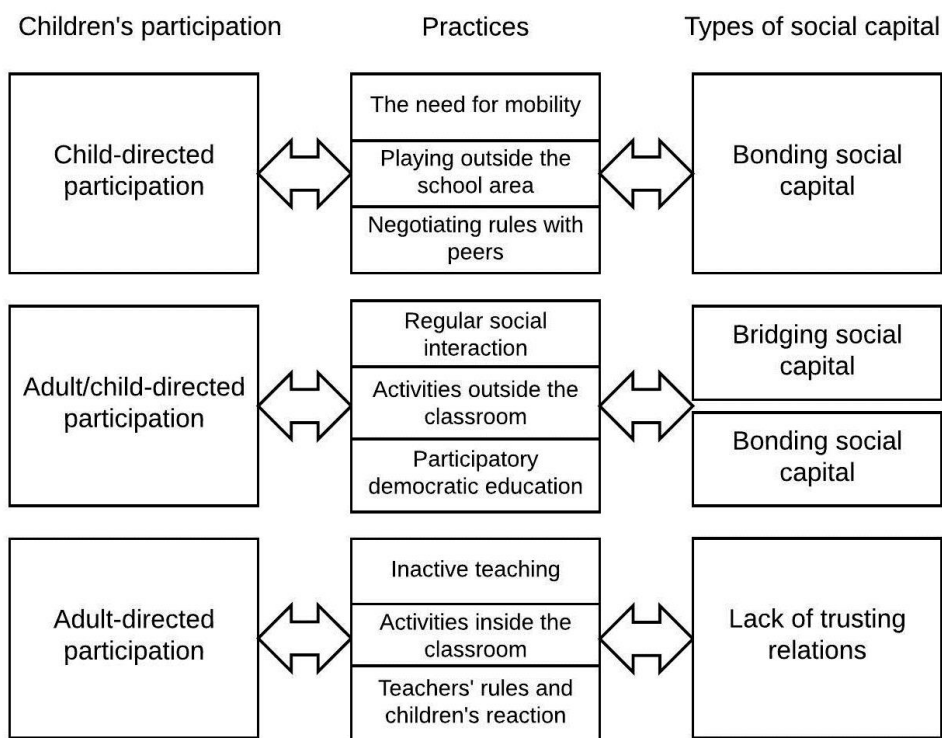 Children's participation
Practices
Types of social capital
Child-directed
participation
The need for mobility
Playing outside the
school area
Negotiating rules with
peers
Bonding social
capital
Adult/child-directed
participation
Regular social
interaction
Activities outside the
classroom
Participatory
democratic education
Bridging social
capital
Bonding social
capital
Adult-directed
participation
Inactive teaching
Activities inside the
classroom
Teachers' rules and
children's reaction
Lack of trusting
relations